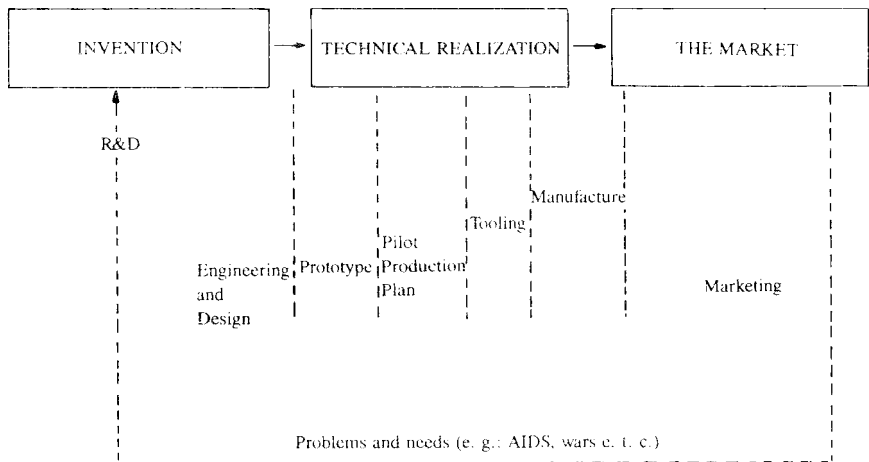 INVENTION
TECHNICAL REALIZATION
THE MARKET
R&D
Manufacture
Tooling
Pilot
Production
Plan
Prototype
Engineering
and
Design
Marketing
Problems and needs (e. g.: AIDS, wars e. t. c.)